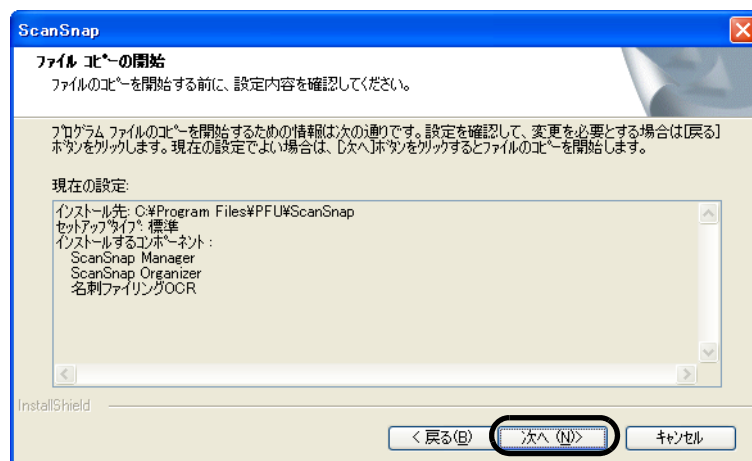 ScanSnap
ファイル コピーの開始
ファイルのコピーを開始する前に、設定内容を確認してください。
プログラム ファイルのコピーを開始するための情報は次の通りです。設定を確認して、変更を必要とする場合は[戻る]
ボタンをクリックします。現在の設定でよい場合は、[次へ]ボタンをクリックするとファイルのコピーを開始します。
現在の設定:
インストール先: C:¥Program Files¥PFU¥ScanSnap
セットアップタイプ: 標準
インストールするコンポーネント :
ScanSnap Manager
ScanSnap Organizer
名刺ファイリングOCR
InstallShield
< 戻る(B)
次へ (N)>
キャンセル